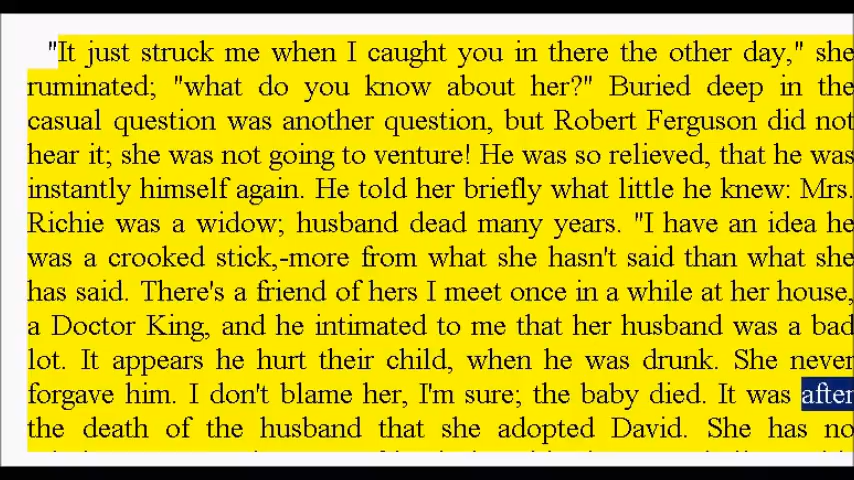 "It just struck me when I caught you in there the other day," she
ruminated; "what do you know about her?" Buried deep in the
casual question was another question, but Robert Ferguson did not
hear it; she was not going to venture! He was so relieved, that he was
instantly himself again. He told her briefly what little he knew: Mrs.
Richie was a widow; husband dead many years. "I have an idea he
was a crooked stick,-more from what she hasn't said than what she
has said. There's a friend of hers I meet once in a while at her house,
a Doctor King, and he intimated to me that her husband was a bad
lot. It appears he hurt their child, when he was drunk. She never
forgave him. I don't blame her, I'm sure; the baby died. It was after
the death of the husband that she adopted David. She has no